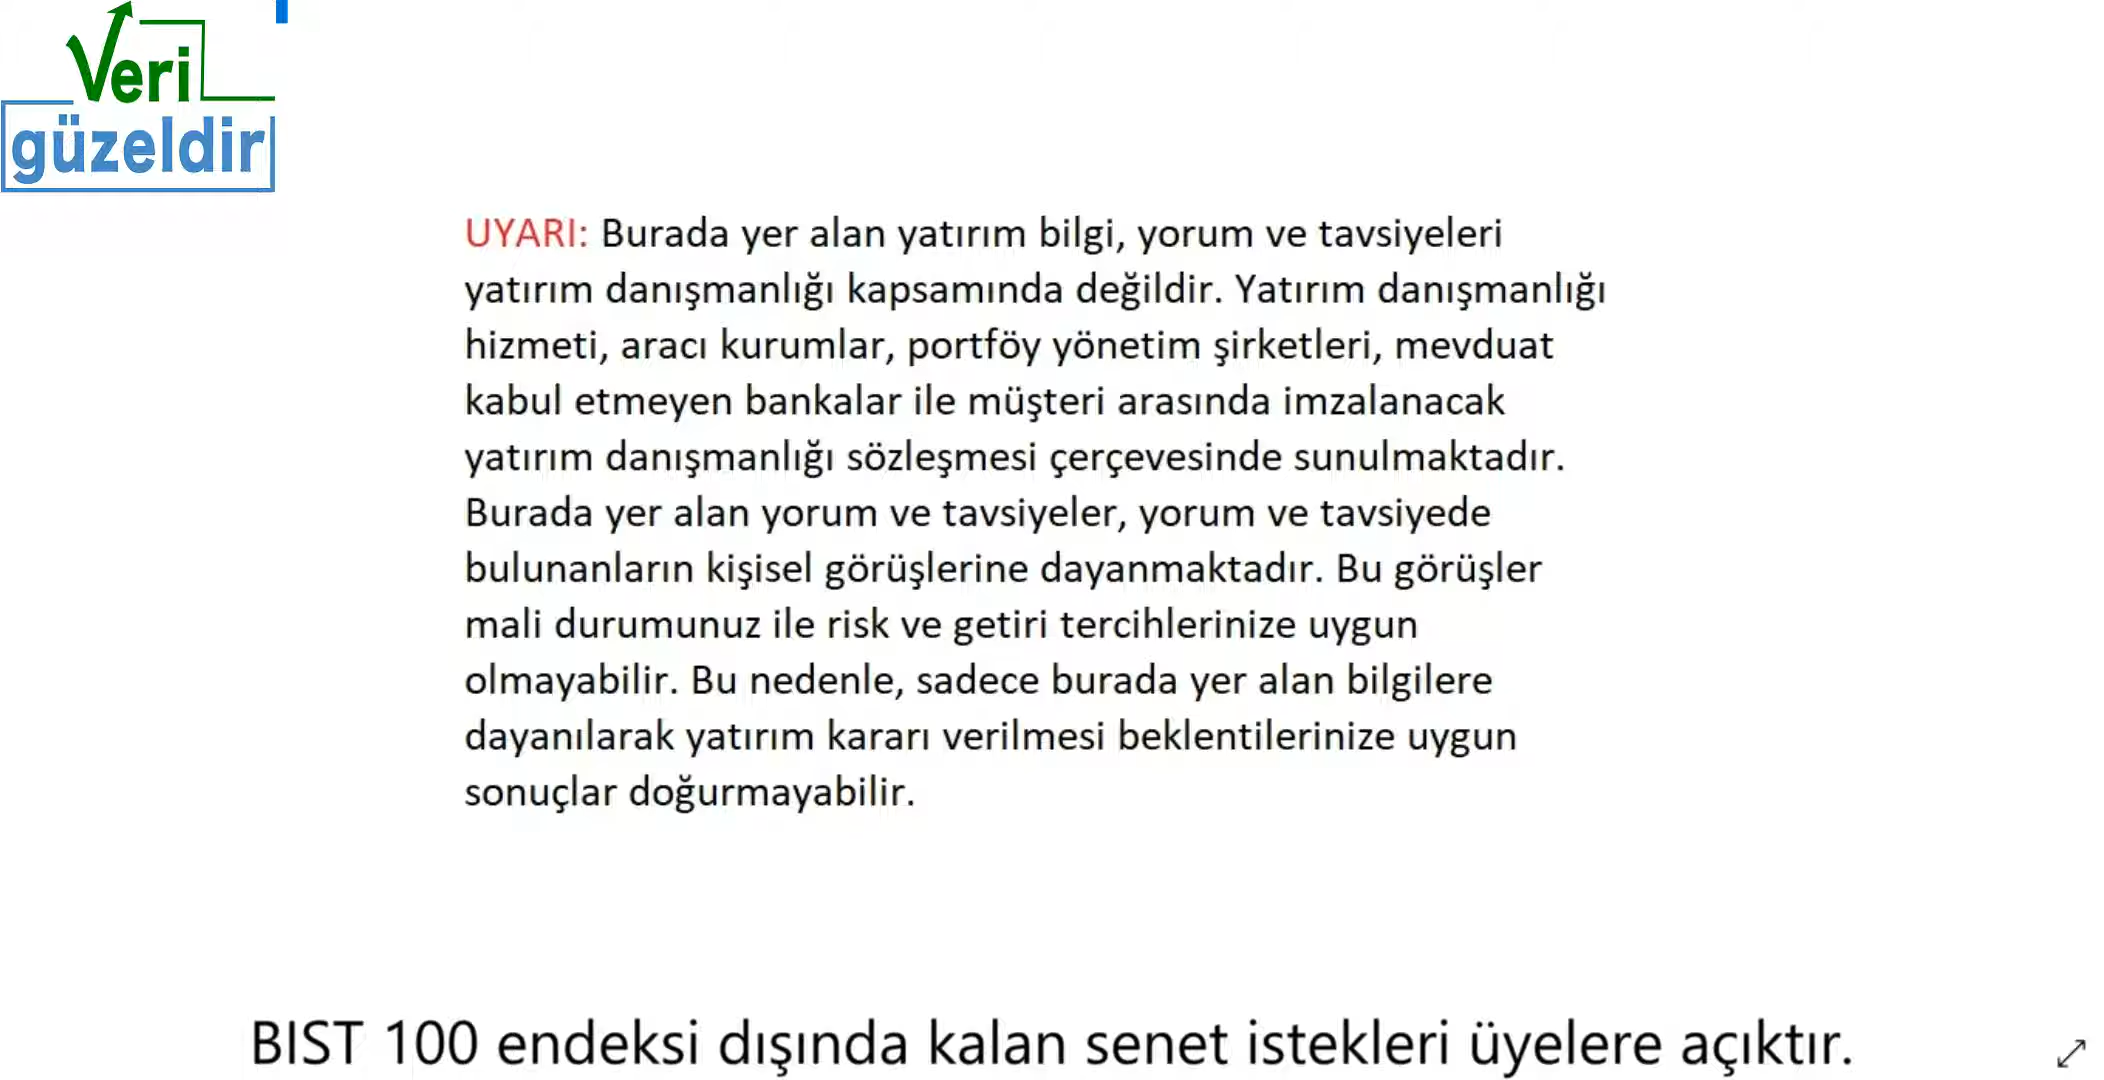 Veri
güzeldir
UYARI: Burada yer alan yatırım bilgi, yorum ve tavsiyeleri
yatırım danışmanlığı kapsamında değildir. Yatırım danışmanlığı
hizmeti, aracı kurumlar, portföy yönetim şirketleri, mevduat
kabul etmeyen bankalar ile müşteri arasında imzalanacak
yatırım danışmanlığı sözleşmesi çerçevesinde sunulmaktadır.
Burada yer alan yorum ve tavsiyeler, yorum ve tavsiyede
bulunanların kişisel görüşlerine dayanmaktadır. Bu görüşler
mali durumunuz ile risk ve getiri tercihlerinize uygun
olmayabilir. Bu nedenle, sadece burada yer alan bilgilere
dayanılarak yatırım kararı verilmesi beklentilerinize uygun
sonuçlar doğurmayabilir.
BIST 100 endeksi dışında kalan senet istekleri üyelere açıktır.